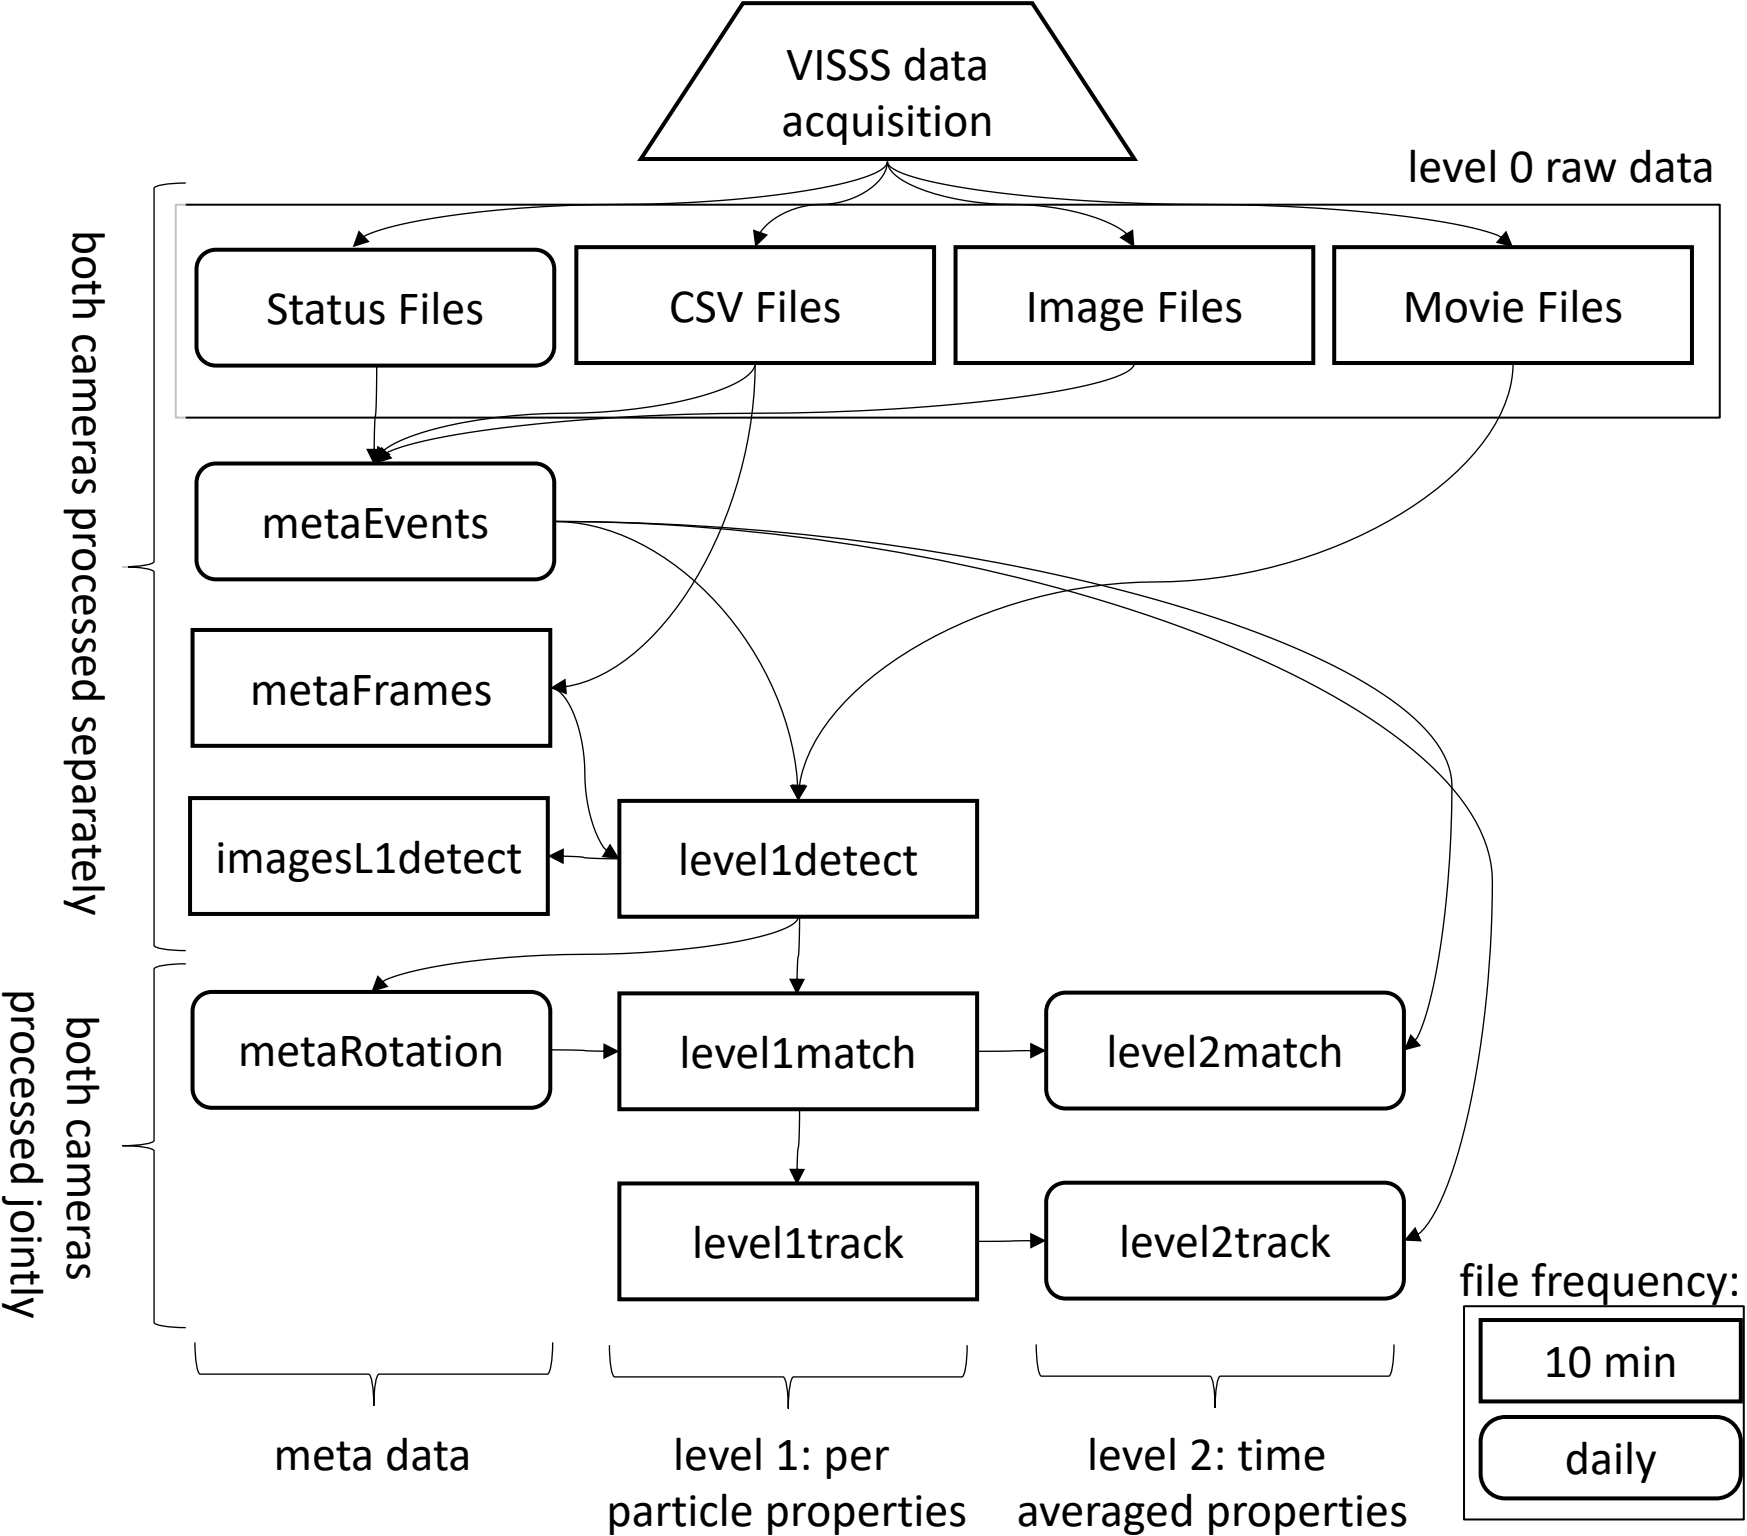 VISSS data
acquisition
level 0 raw data
both cameras processed separately
Status Files
CSV Files
Image Files
Movie Files
metaEvents
metaFrames
imagesL1detect
level1detect
both cameras
processed jointly
metaRotation
level1match
level2match
level1track
level2track
file frequency:
10 min
daily
meta data
level 1: per
particle properties
level 2: time
averaged properties